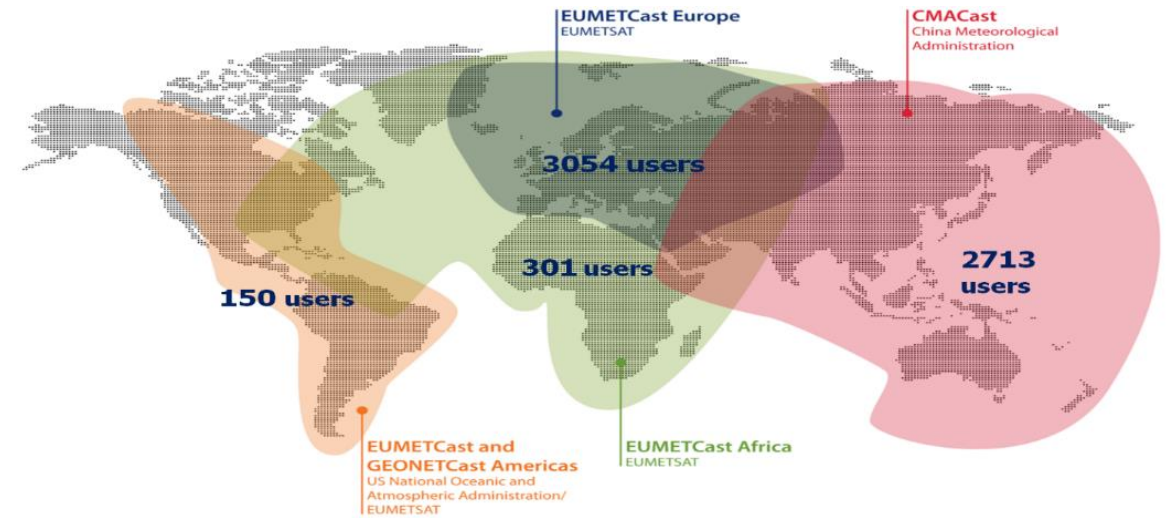 EUMETCast Europe
EUMETSAT
CMACast
China Meteorological
Administration
3054 users
301 users
2713
users
150 users
EUMETCast and
GEONETCast Americas
US National Oceanic and
Atmospheric Administration/
EUMETSAT
EUMETCast Africa
EUMETSAT